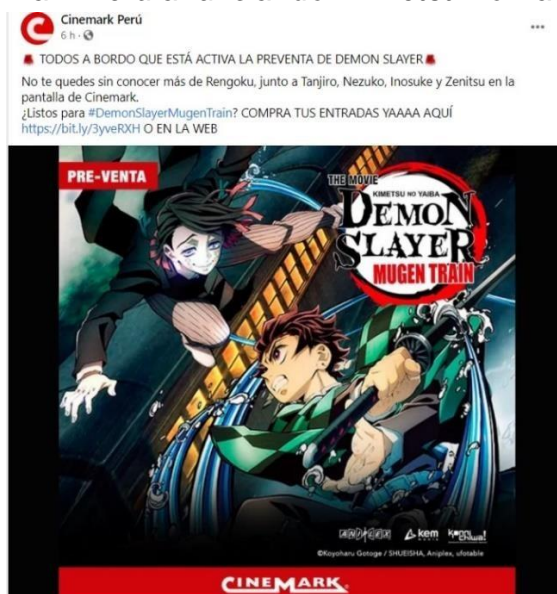 Cinemark Perú
6 h ·
TODOS A BORDO QUE ESTÁ ACTIVA LA PREVENTA DE DEMON SLAYER
No te quedes sin conocer más de Rengoku, junto a Tanjiro, Nezuko, Inosuke y Zenitsu en la
pantalla de Cinemark.
¿Listos para #DemonSlayerMugenTrain? COMPRA TUS ENTRADAS YAAAA AQUÍ
https://bit.ly/3yveRXH O EN LA WEB
PRE-VENTA
THE MOVIE
KIMETSU NO YAIBA
DEMON
SLAYER
MUGEN TRAIN
ANIPLEX kem konnichiwa!
©Koyoharu Gotoge / SHUEISHA, Aniplex, ufotable
CINEMARK